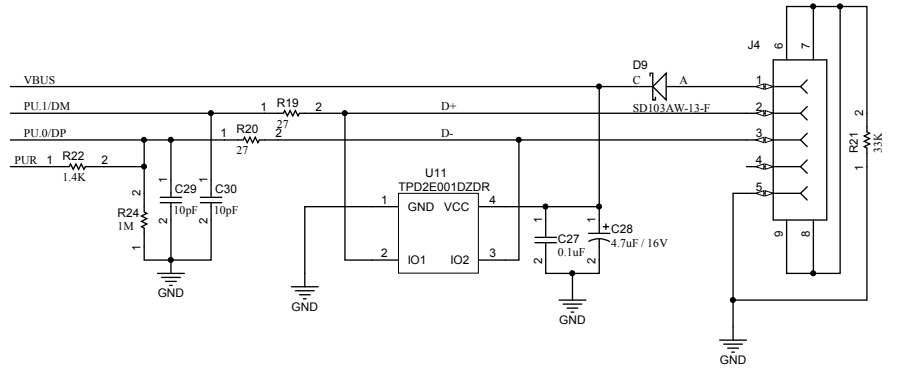 6 7
J4
D9
VBUS C A 1
SD103AW-13-F
PU.1/DM 1 R19 2 D+ 2
27
PU.0/DP 1 R20 2 D- 3
27
PUR 1 R22 2 4
1.4K
2 R21 33K 1
5
U11
TPD2E001DZDR
2 1 C29 1 C30
10pF 10pF
R24 2 2
1M
1
1 GND VCC 4
2 IO1 IO2 3
1 C27 1 + C28
0.1uF 4.7uF / 16V
2 2
9 8
GND
GND
GND
GND